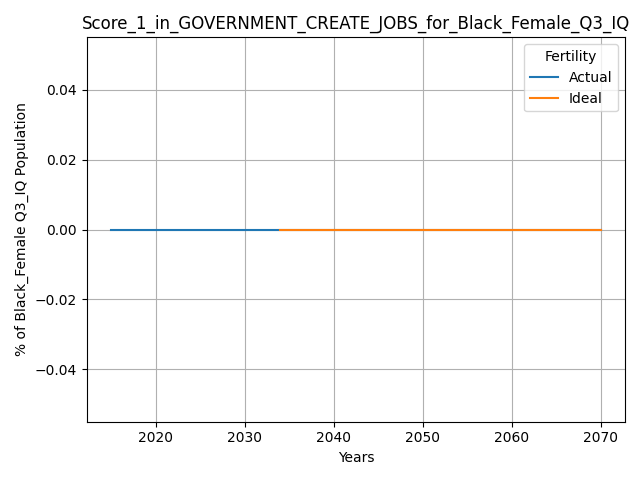 Score_1_in_GOVERNMENT_CREATE_JOBS_for_Black_Female_Q3_IQ
Fertility
Actual
Ideal
0.04
0.02
0.00
−0.02
−0.04
% of Black_Female Q3_IQ Population
2020 2030 2040 2050 2060 2070
Years